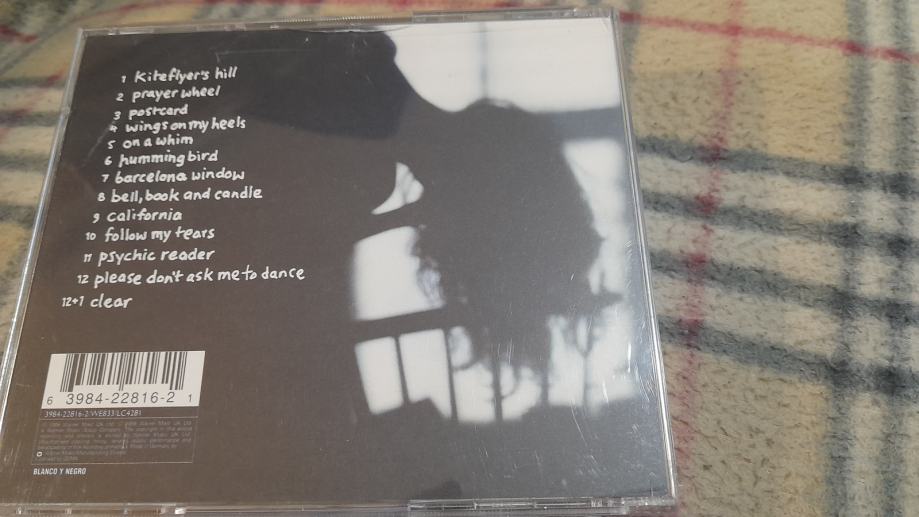 1 Kiteflyer's hill
2 prayer wheel
3 postcard
4 wings on my heels
5 on a whim
6 hummingbird
7 barcelona window
8 bell, book and candle
9 california
10 follow my tears
11 psychic reader
12 please don't ask me to dance
12+1 clear
6 3984-22816-2 1
3984-22816-2/WE833/LC4281
BLANCO Y NEGRO